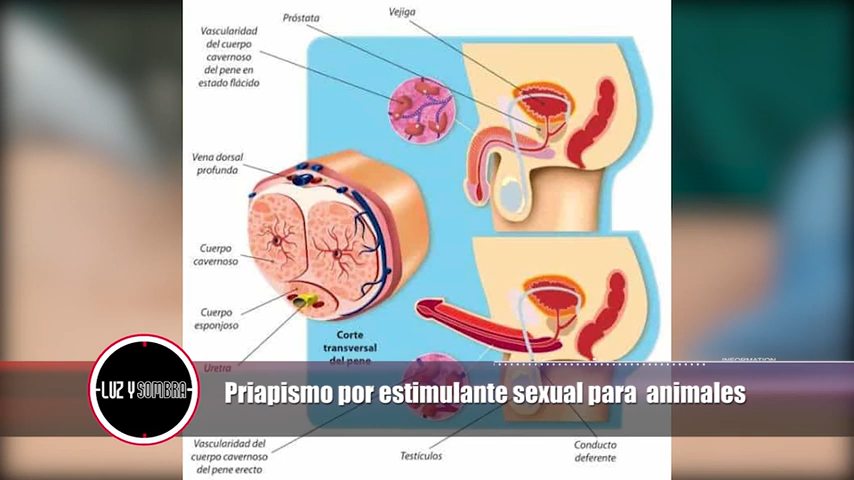 Próstata
Vejiga
Vascularidad
del cuerpo
cavernoso
del pene en
estado flácido
Vena dorsal
profunda
Cuerpo
cavernoso
Cuerpo
esponjoso
Uretra
Corte
transversal
del pene
INFORMATION
LUZ Y SOMBRA
Priapismo por estimulante sexual para animales
Vascularidad del
cuerpo cavernoso
del pene erecto
Testículos
Conducto
deferente